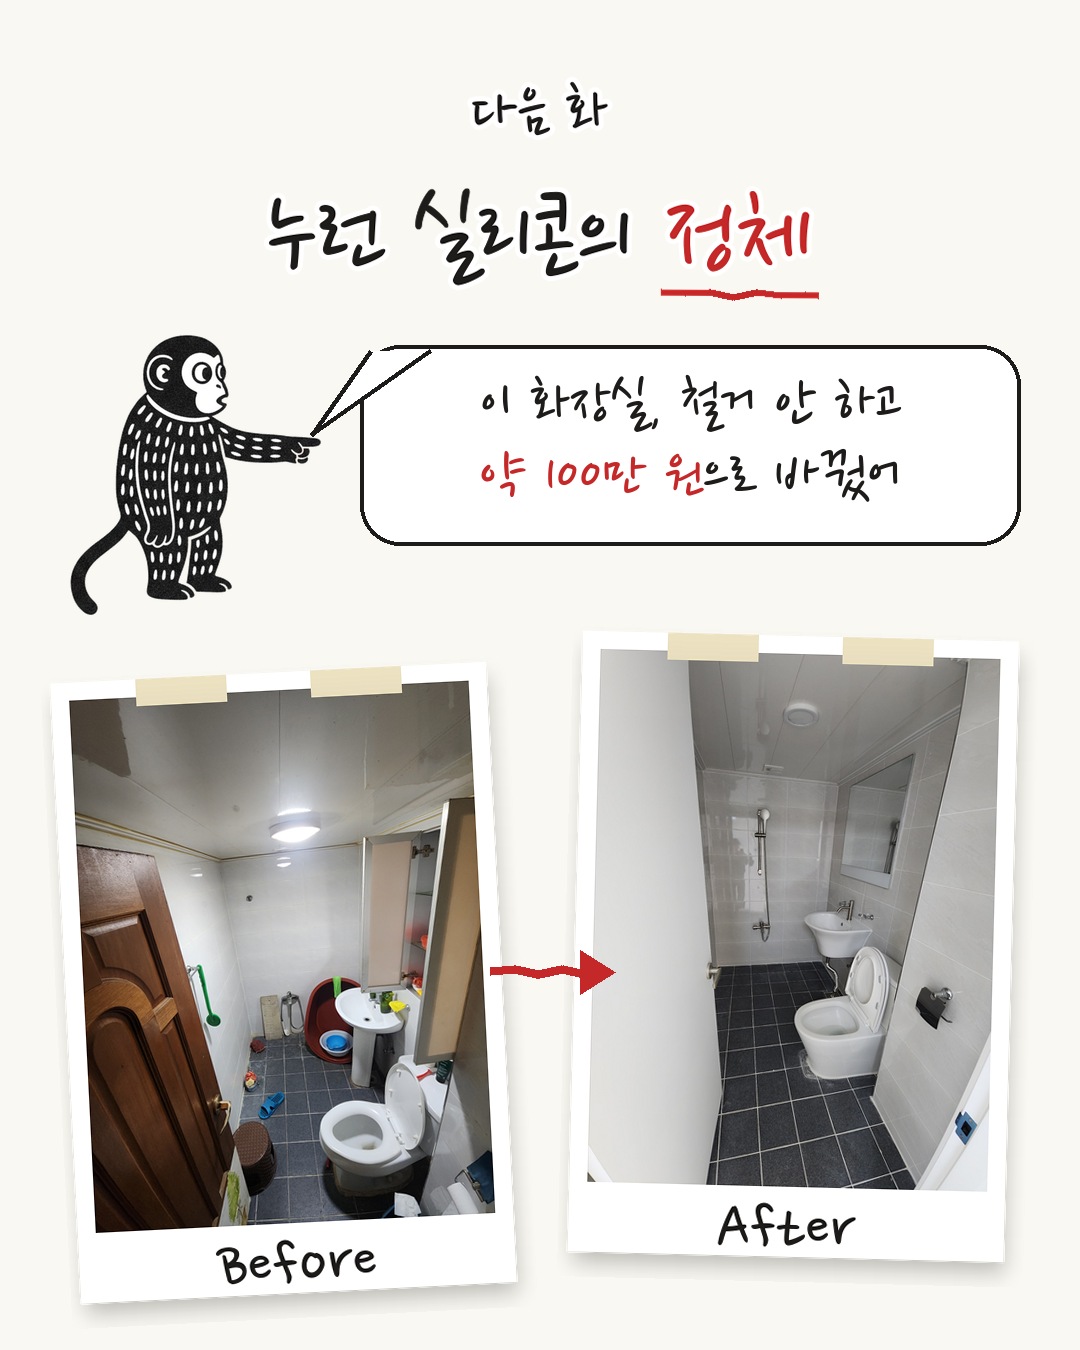 다음 화
누런 실리콘의 정체
이 화장실, 철거 안 하고
약 100만 원으로 바꿨어
Before
After